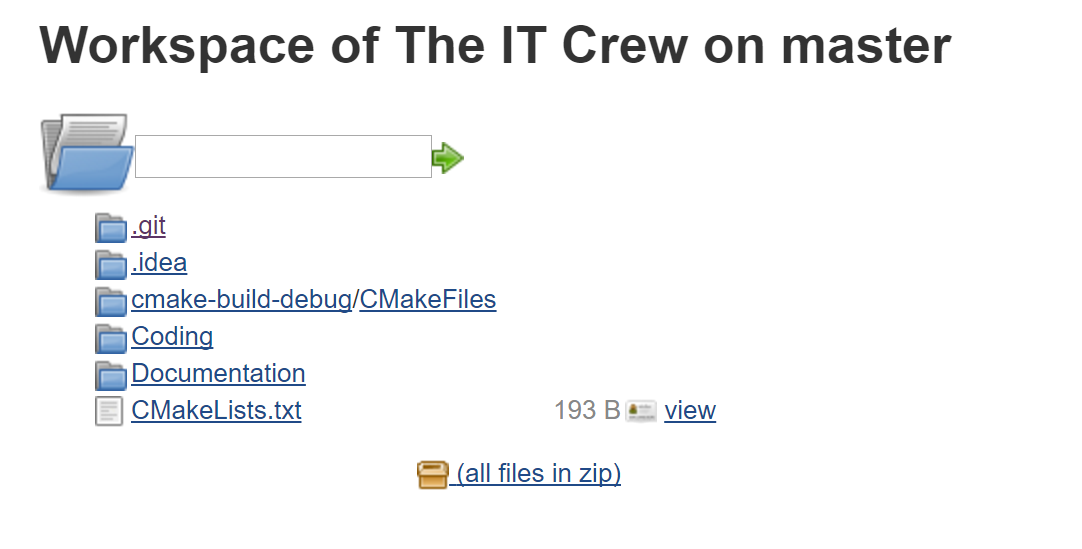 Workspace of The IT Crew on master
.git
.idea
cmake-build-debug/CMakeFiles
Coding
Documentation
CMakeLists.txt 193 B view
(all files in zip)